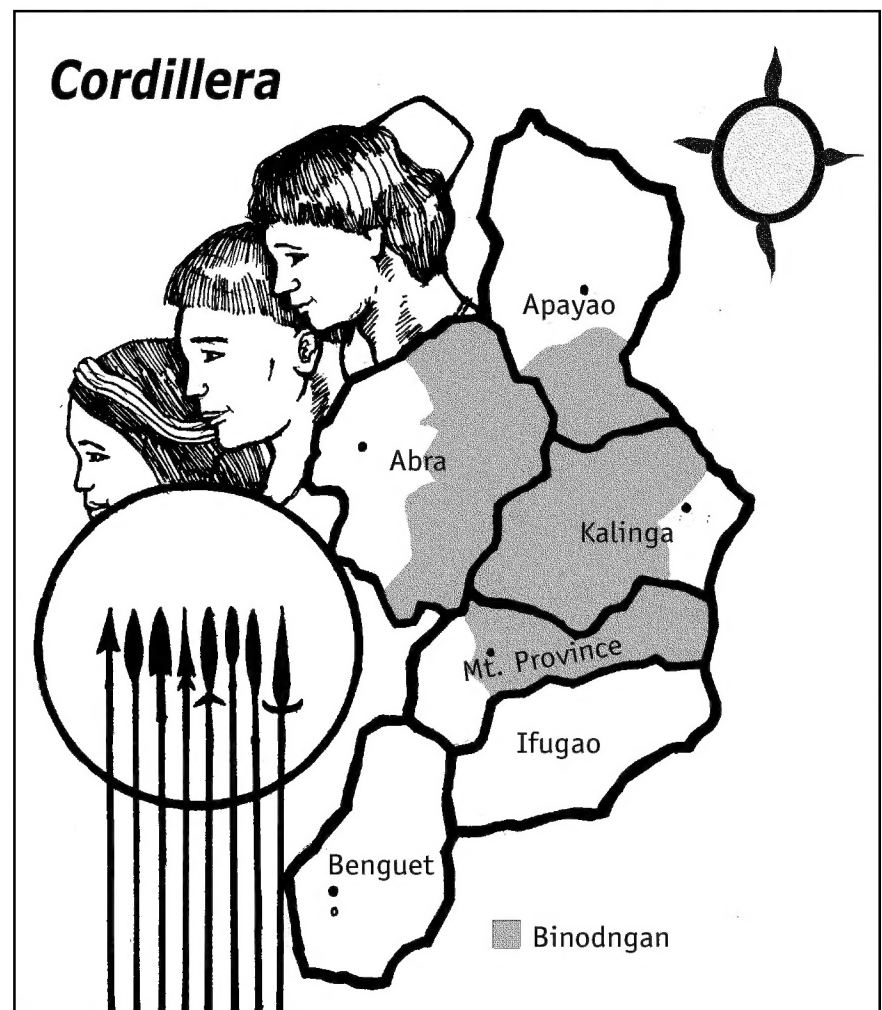 Cordillera
Apayao
Abra
Kalinga
Mt. Province
Ifugao
Benguet
Binodngan